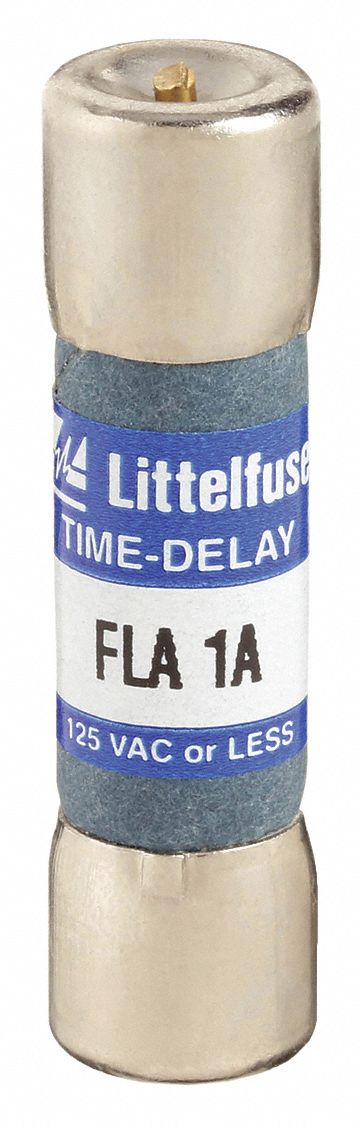 Littelfuse
TIME-DELAY
FLA 1A
125 VAC or LESS